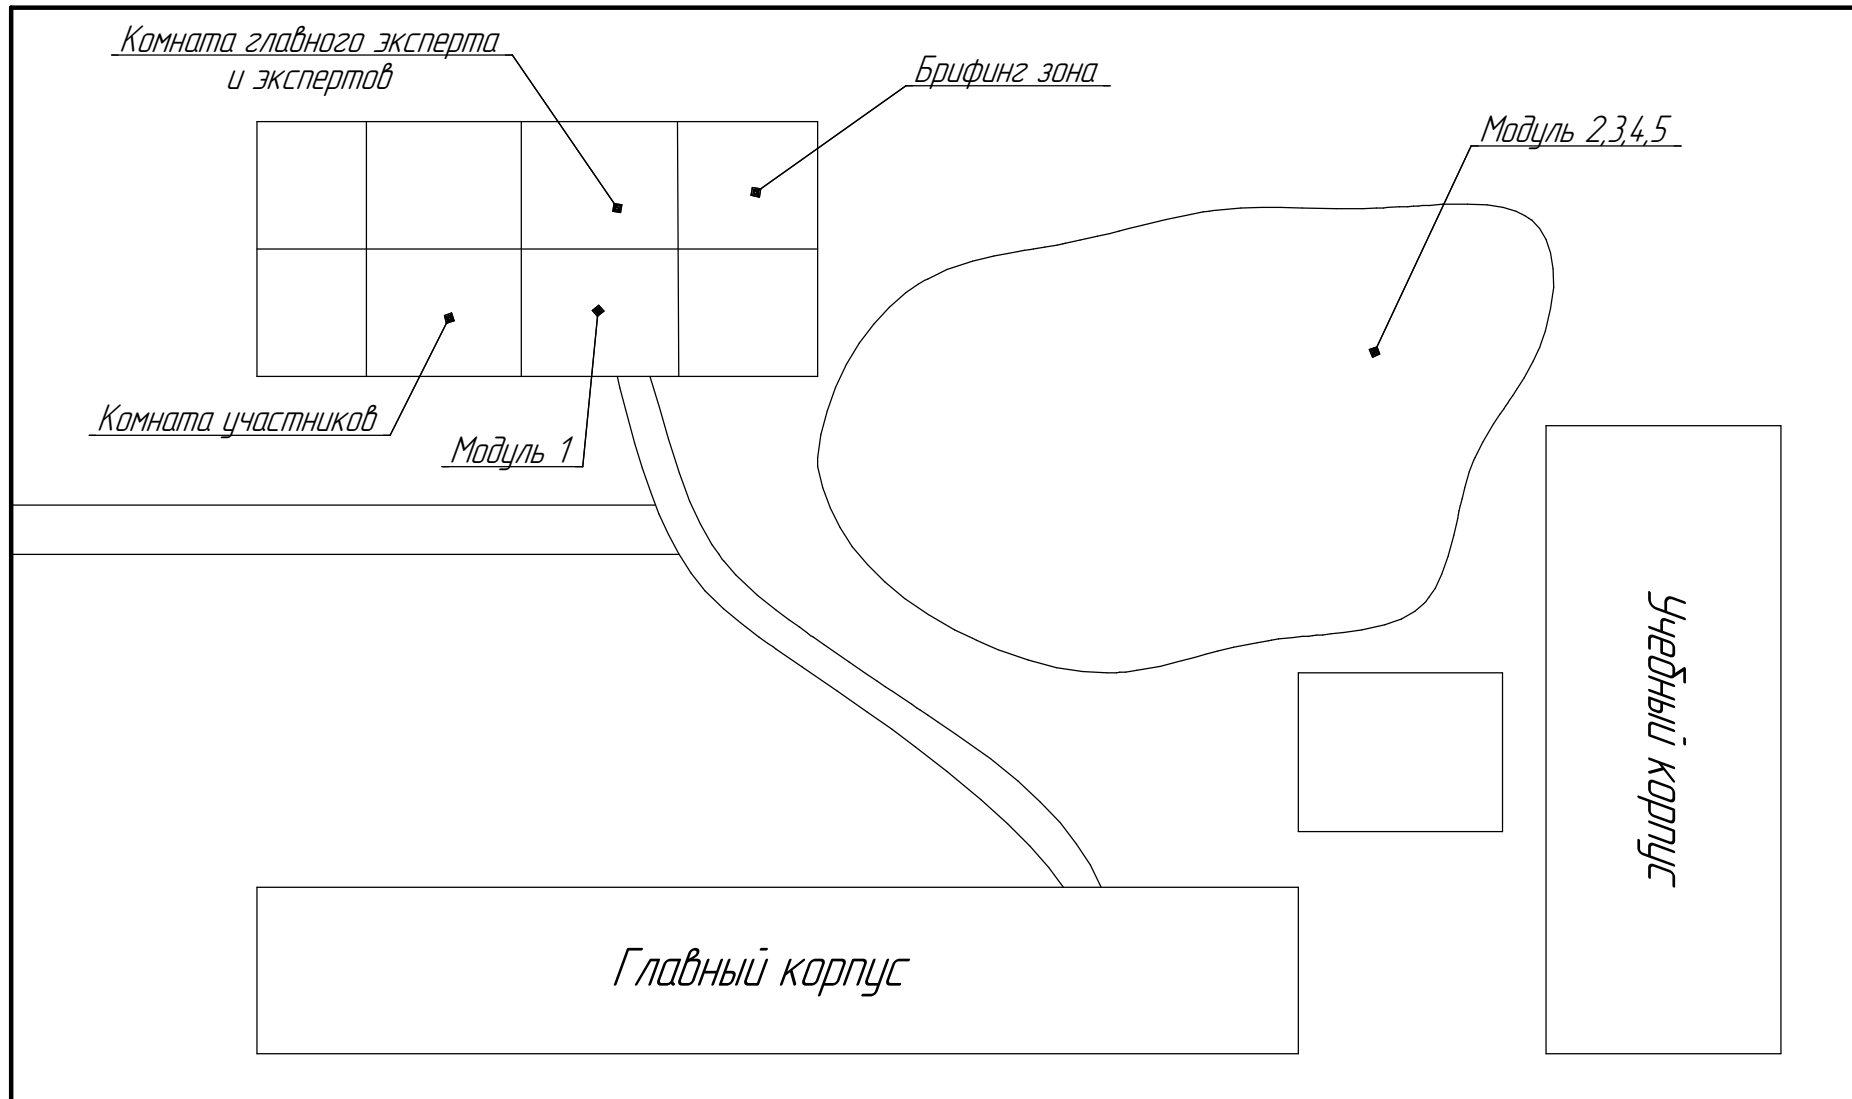 Комната главного эксперта
и экспертов
Брифинг зона
Модуль 2,3,4,5
Комната участников
Модуль 1
Учебный корпус
Главный корпус